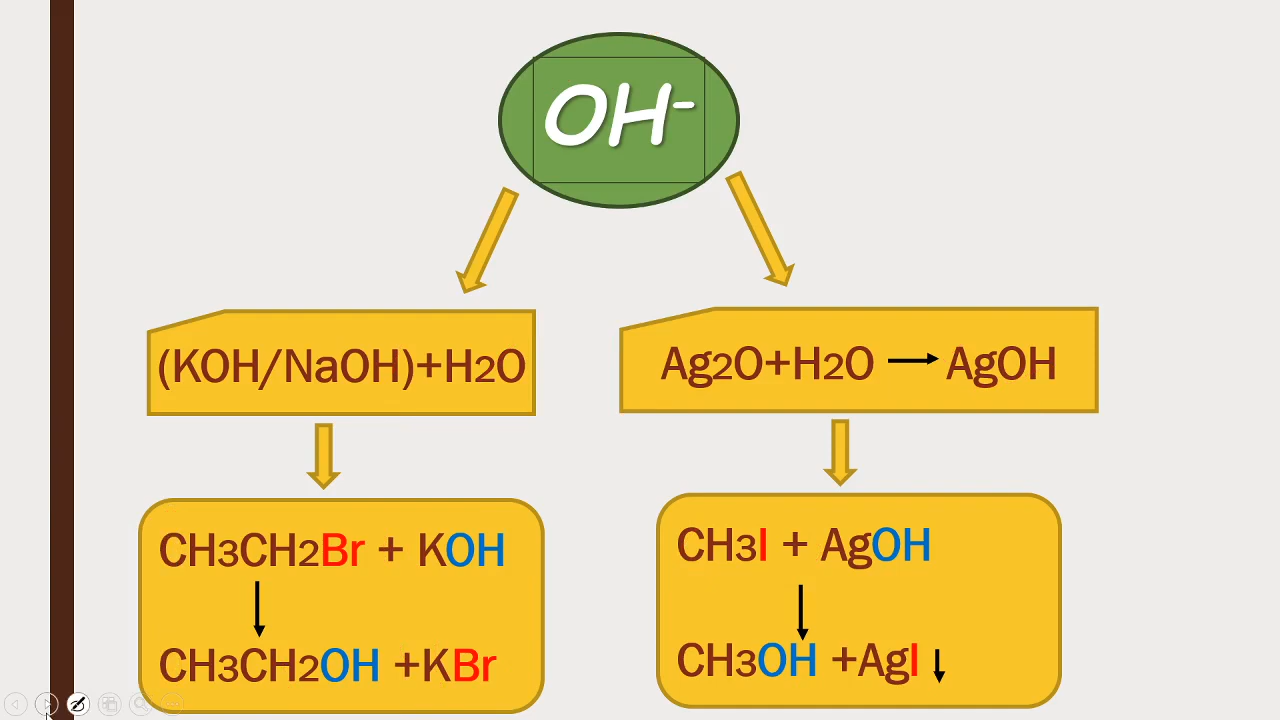 OH⁻
(KOH/NaOH)+H2O
Ag2O+H2O → AgOH
CH3CH2Br + KOH
↓
CH3CH2OH +KBr
CH3I + AgOH
↓
CH3OH +AgI ↓